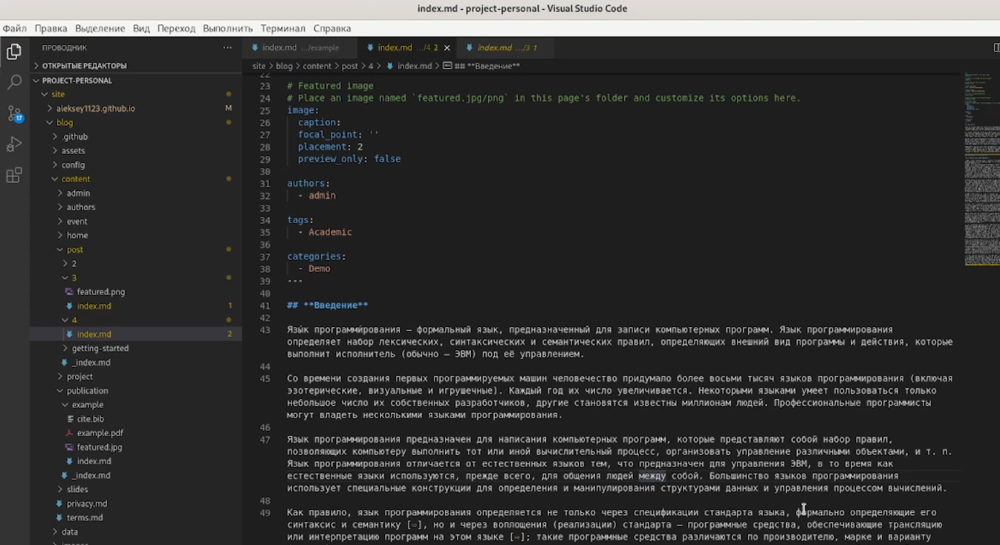 index.md - project-personal - Visual Studio Code
Файл Правка Выделение Вид Переход Выполнить Терминал Справка
ПРОВОДНИК ···
ОТКРЫТЫЕ РЕДАКТОРЫ
PROJECT-PERSONAL
site
aleksey1123.github.io M
blog
.github
assets
config
content
admin
authors
event
home
post
2
3
featured.png
index.md 1
4
index.md 2
getting-started
_index.md
project
publication
example
cite.bib
example.pdf
featured.jpg
index.md
_index.md
slides
privacy.md
terms.md
data
17
index.md .../example index.md .../4 2 index.md .../3 1
site > blog > content > post > 4 > index.md > ## **Введение**
22
23 # Featured image
24 # Place an image named `featured.jpg/png` in this page's folder and customize its options here.
25 image:
26 caption:
27 focal_point: ''
28 placement: 2
29 preview_only: false
30
31 authors:
32 - admin
33
34 tags:
35 - Academic
36
37 categories:
38 - Demo
39 ---
40
41 ## **Введение**
42
43 Язы́к программи́рования — формальный язык, предназначенный для записи компьютерных программ. Язык программирования
определяет набор лексических, синтаксических и семантических правил, определяющих внешний вид программы и действия, которые
выполнит исполнитель (обычно — ЭВМ) под её управлением.
44
45 Со времени создания первых программируемых машин человечество придумало более восьми тысяч языков программирования (включая
эзотерические, визуальные и игрушечные). Каждый год их число увеличивается. Некоторыми языками умеет пользоваться только
небольшое число их собственных разработчиков, другие становятся известны миллионам людей. Профессиональные программисты
могут владеть несколькими языками программирования.
46
47 Язык программирования предназначен для написания компьютерных программ, которые представляют собой набор правил,
позволяющих компьютеру выполнить тот или иной вычислительный процесс, организовать управление различными объектами, и т. п.
Язык программирования отличается от естественных языков тем, что предназначен для управления ЭВМ, в то время как
естественные языки используются, прежде всего, для общения людей между собой. Большинство языков программирования
использует специальные конструкции для определения и манипулирования структурами данных и управления процессом вычислений.
48
49 Как правило, язык программирования определяется не только через спецификации стандарта языка, формально определяющие его
синтаксис и семантику [⇨], но и через воплощения (реализации) стандарта — программные средства, обеспечивающие трансляцию
или интерпретацию программ на этом языке [⇨]; такие программные средства различаются по производителю, марке и варианту